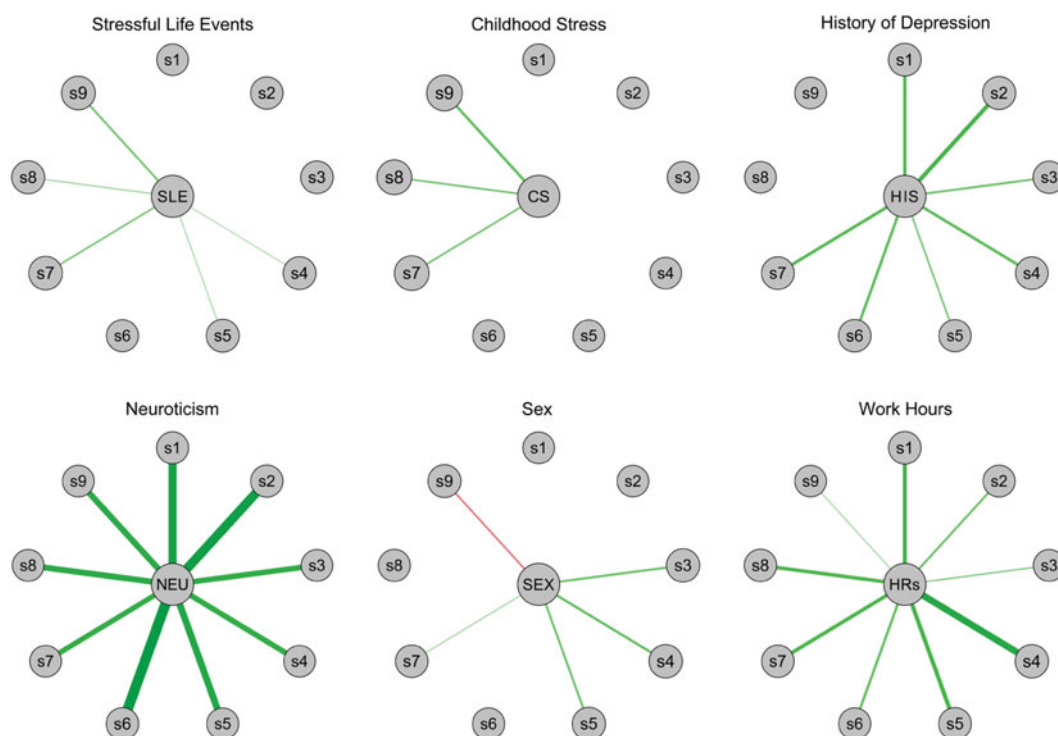 Stressful Life Events
s1
s2
s3
s4
s5
s6
s7
s8
s9
SLE
Childhood Stress
s1
s2
s3
s4
s5
s6
s7
s8
s9
CS
History of Depression
s1
s2
s3
s4
s5
s6
s7
s8
s9
HIS
Neuroticism
s1
s2
s3
s4
s5
s6
s7
s8
s9
NEU
Sex
s1
s2
s3
s4
s5
s6
s7
s8
s9
SEX
Work Hours
s1
s2
s3
s4
s5
s6
s7
s8
s9
HRs